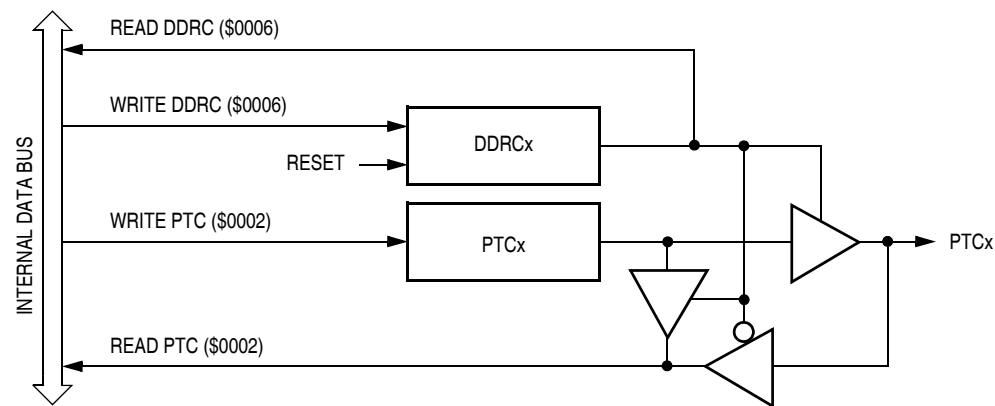 READ DDRC ($0006)
WRITE DDRC ($0006)
DDRCx
RESET
WRITE PTC ($0002)
PTCx
PTCx
READ PTC ($0002)
INTERNAL DATA BUS